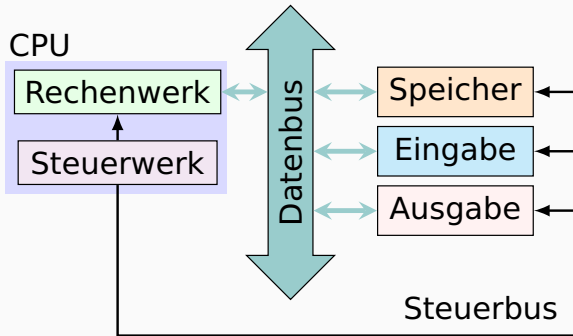 CPU
Rechenwerk
Steuerwerk
Datenbus
Speicher
Eingabe
Ausgabe
Steuerbus